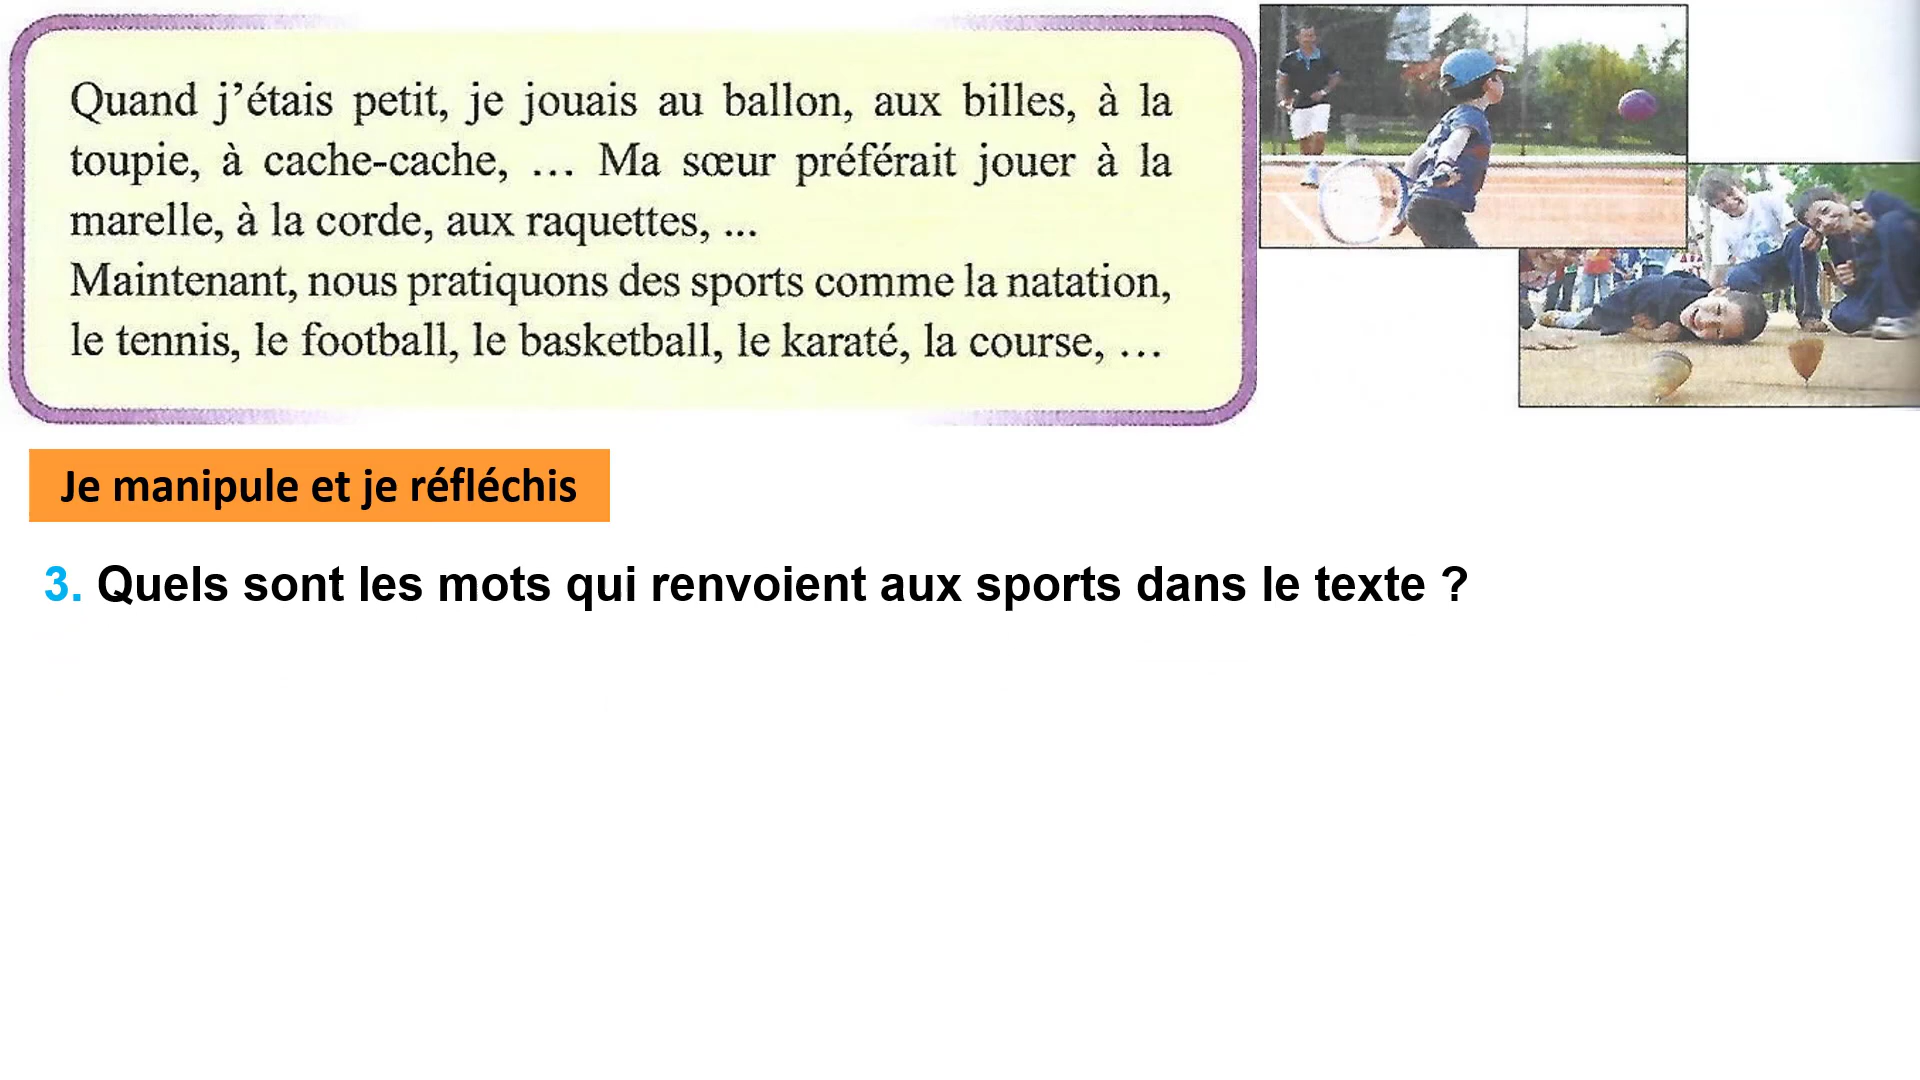 Quand j’étais petit, je jouais au ballon, aux billes, à la
toupie, à cache-cache, … Ma sœur préférait jouer à la
marelle, à la corde, aux raquettes, ...
Maintenant, nous pratiquons des sports comme la natation,
le tennis, le football, le basketball, le karaté, la course, …
Je manipule et je réfléchis
3. Quels sont les mots qui renvoient aux sports dans le texte ?